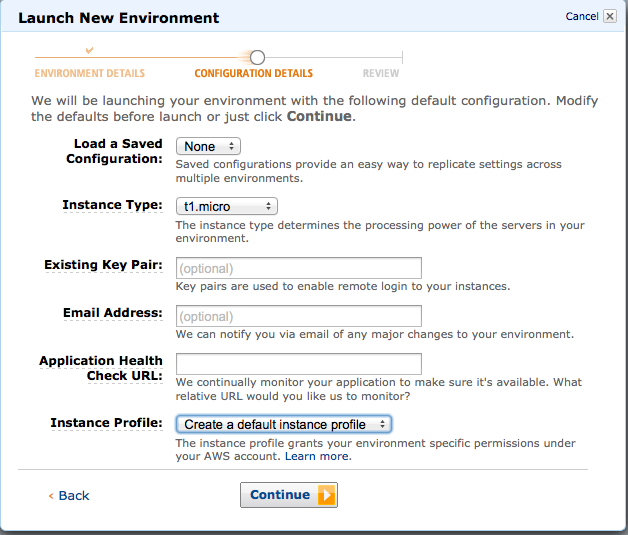 Launch New Environment
Cancel
ENVIRONMENT DETAILS
CONFIGURATION DETAILS
REVIEW
We will be launching your environment with the following default configuration. Modify
the defaults before launch or just click Continue.
Load a Saved
Configuration:
None
Saved configurations provide an easy way to replicate settings across
multiple environments.
Instance Type:
t1.micro
The instance type determines the processing power of the servers in your
environment.
Existing Key Pair:
(optional)
Key pairs are used to enable remote login to your instances.
Email Address:
(optional)
We can notify you via email of any major changes to your environment.
Application Health
Check URL:
We continually monitor your application to make sure it's available. What
relative URL would you like us to monitor?
Instance Profile:
Create a default instance profile
The instance profile grants your environment specific permissions under
your AWS account. Learn more.
‹ Back
Continue